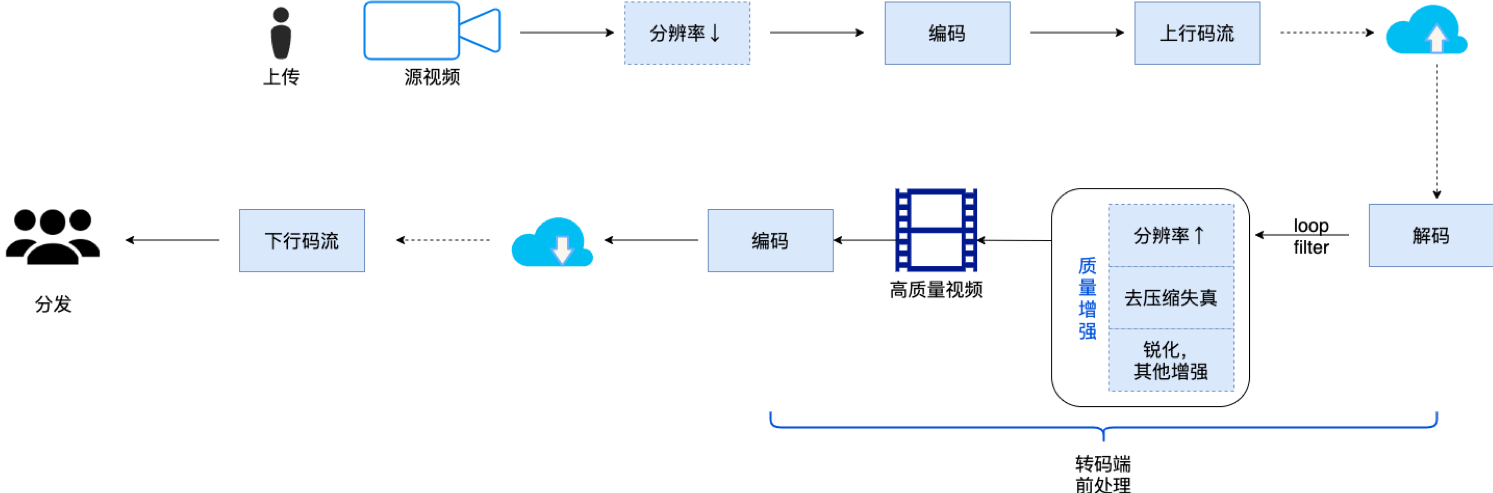 分辨率↓
编码
上行码流
上传
源视频
分辨率↑
解码
loop
filter
下行码流
编码
质
量
增
强
高质量视频
去压缩失真
分发
锐化,
其他增强
转码端
前处理